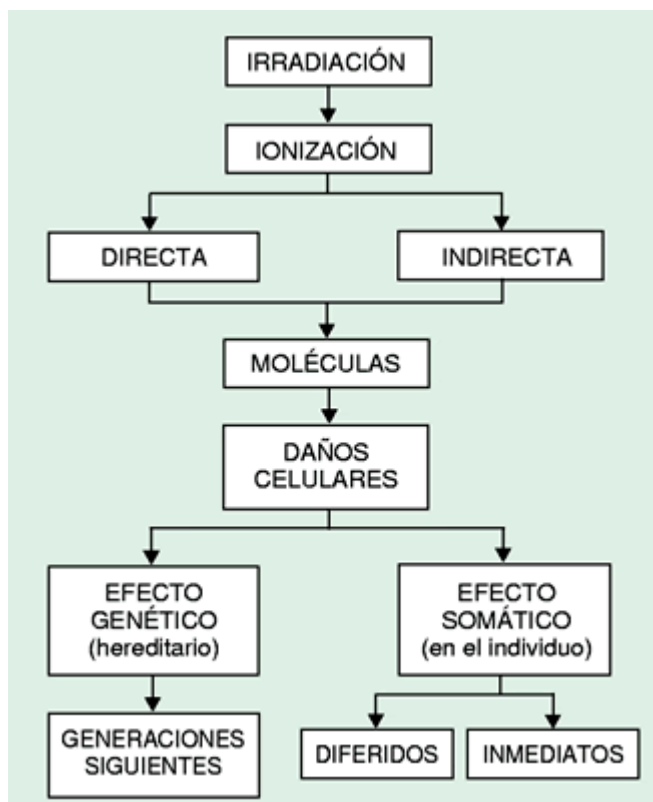 IRRADIACIÓN
IONIZACIÓN
DIRECTA
INDIRECTA
MOLÉCULAS
DAÑOS
CELULARES
EFECTO
GENÉTICO
(hereditario)
EFECTO
SOMÁTICO
(en el individuo)
GENERACIONES
SIGUIENTES
DIFERIDOS
INMEDIATOS